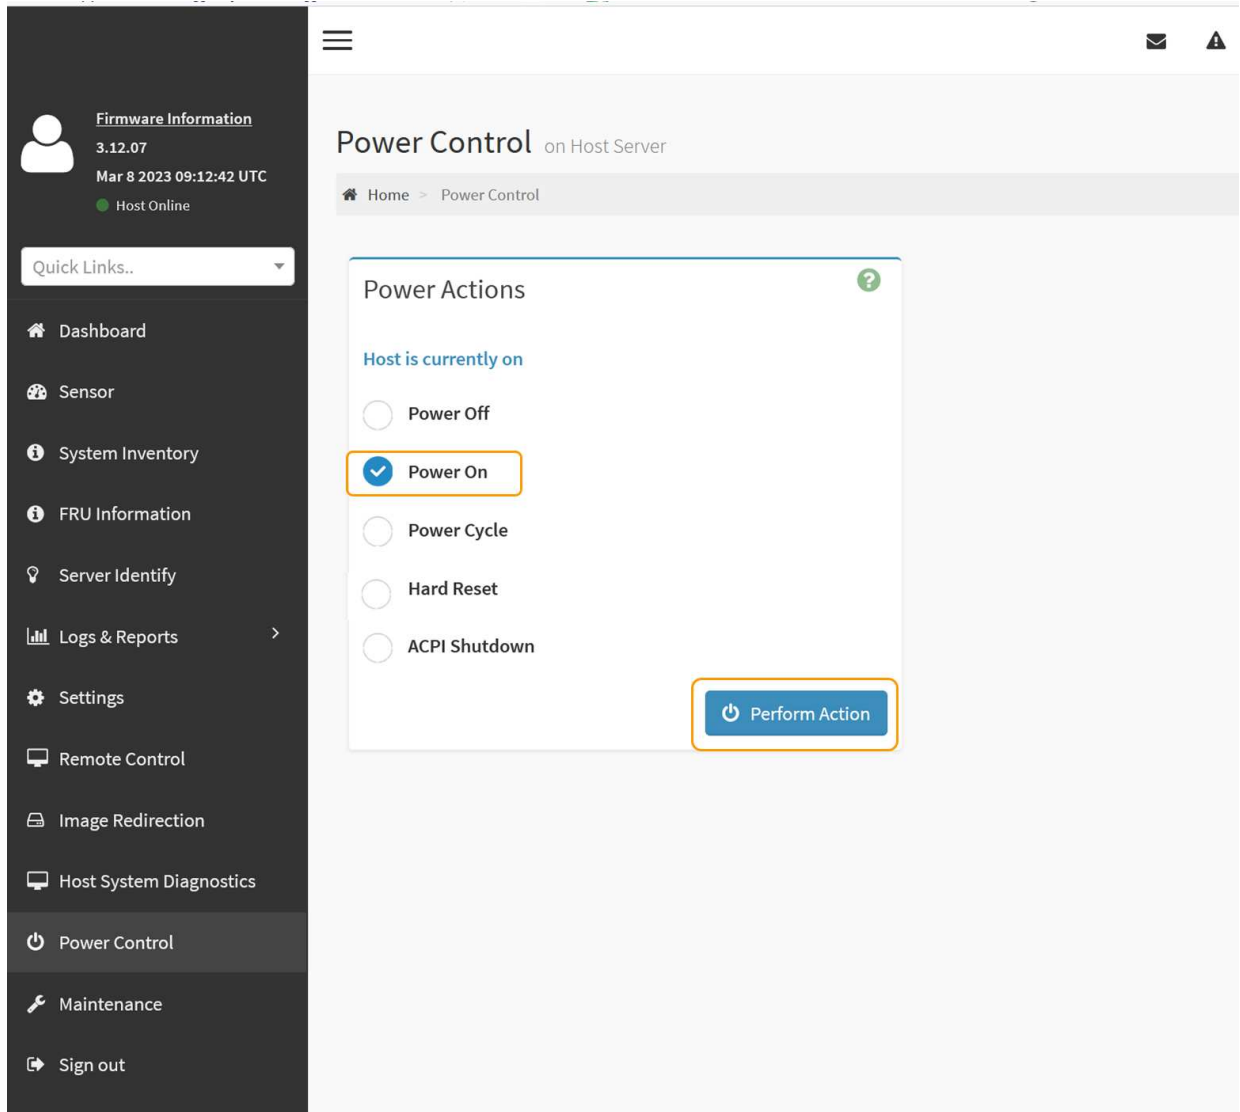 Firmware Information
3.12.07
Mar 8 2023 09:12:42 UTC
Host Online
Quick Links..
Dashboard
Sensor
System Inventory
FRU Information
Server Identify
Logs & Reports
Settings
Remote Control
Image Redirection
Host System Diagnostics
Power Control
Maintenance
Sign out
Power Control on Host Server
Home > Power Control
Power Actions
Host is currently on
Power Off
Power On
Power Cycle
Hard Reset
ACPI Shutdown
Perform Action